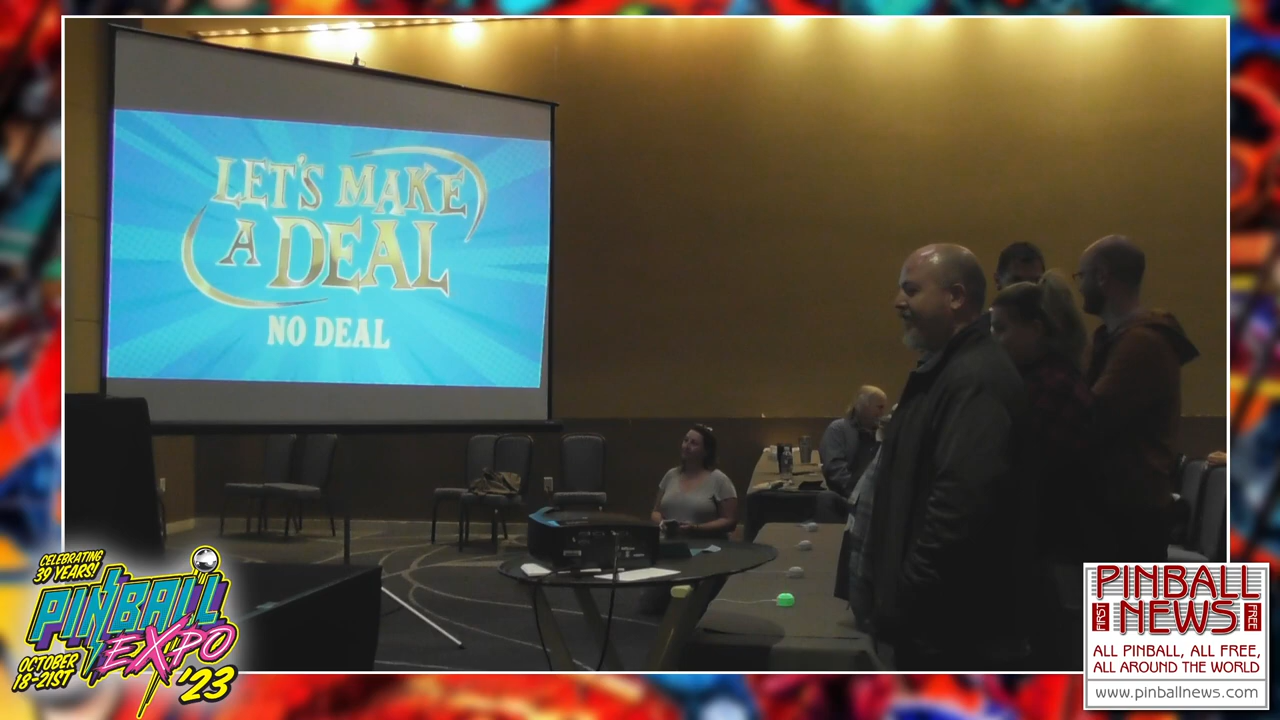 LET'S MAKE
A DEAL
NO DEAL
CELEBRATING
39 YEARS!
PINBALL
EXPO
OCTOBER
18-21ST
'23
PINBALL
FIRST NEWS FREE
ALL PINBALL, ALL FREE,
ALL AROUND THE WORLD
www.pinballnews.com